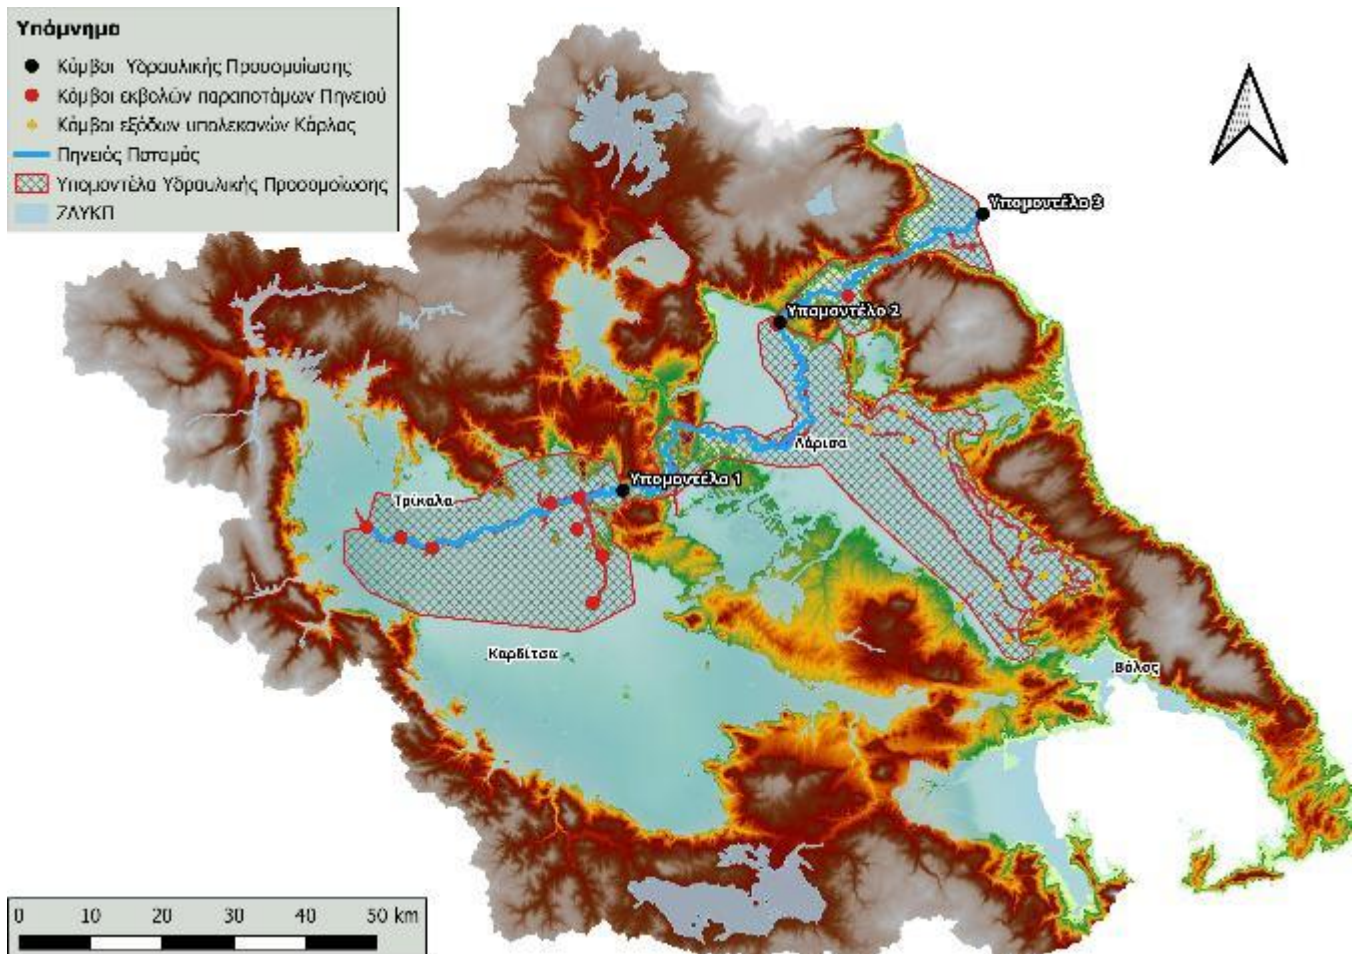 Υπόμνημα
Κόμβοι Υδραυλικής Προσομοίωσης
Κόμβοι εκβολών παραποτάμων Πηνειού
Κόμβοι εξόδων υπολεκανών Κάρλας
Πηνειός Ποταμός
Υπομοντέλα Υδραυλικής Προσομοίωσης
ΖΔΥΚΠ
Υπομοντέλο 3
Υπομοντέλο 2
Λάρισα
Υπομοντέλο 1
Τρίκαλα
Καρδίτσα
Βόλος
0 10 20 30 40 50 km